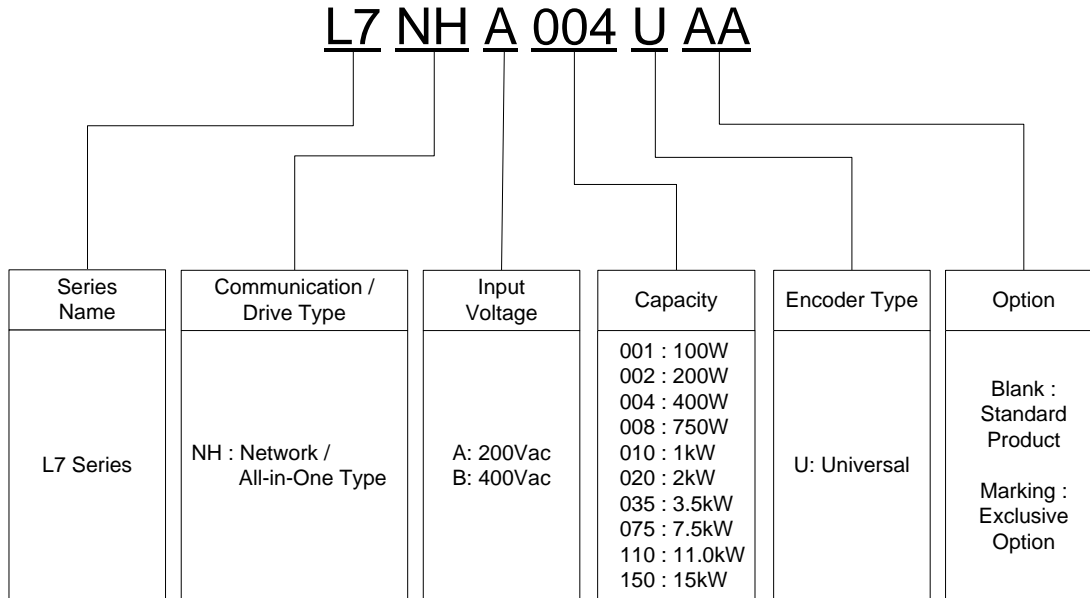 L7 NH A 004 U AA
Series
Name
L7 Series
Communication /
Drive Type
NH : Network /
All-in-One Type
Input
Voltage
A: 200Vac
B: 400Vac
Capacity
001 : 100W
002 : 200W
004 : 400W
008 : 750W
010 : 1kW
020 : 2kW
035 : 3.5kW
075 : 7.5kW
110 : 11.0kW
150 : 15kW
Encoder Type
U: Universal
Option
Blank :
Standard
Product
Marking :
Exclusive
Option